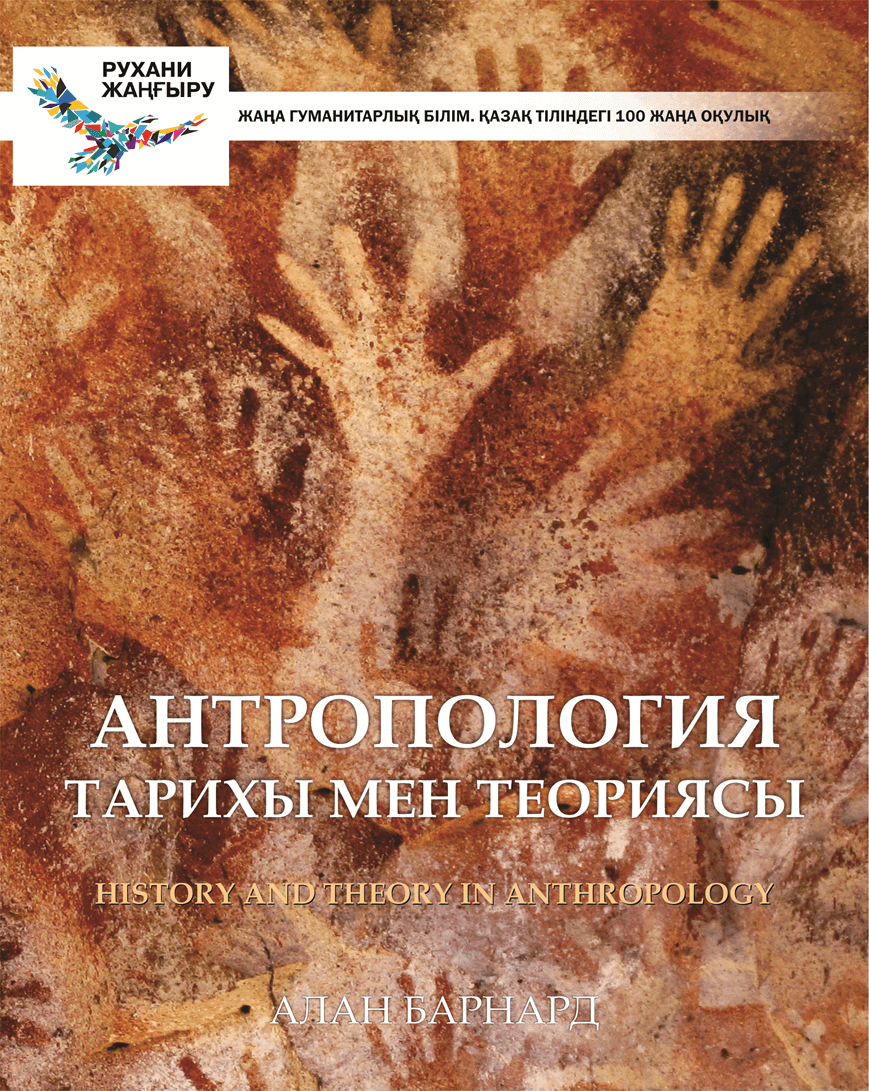 РУХАНИ
ЖАҢҒЫРУ
ЖАҢА ГУМАНИТАРЛЫҚ БІЛІМ. ҚАЗАҚ ТІЛІНДЕГІ 100 ЖАҢА ОҚУЛЫҚ
АНТРОПОЛОГИЯ
ТАРИХЫ МЕН ТЕОРИЯСЫ
HISTORY AND THEORY IN ANTHROPOLOGY
АЛАН БАРНАРД